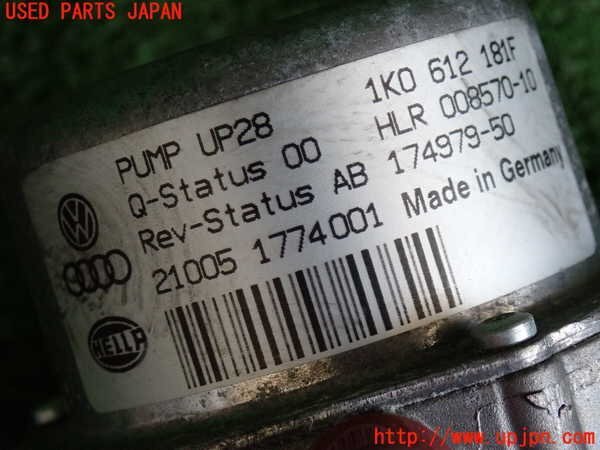 USED PARTS JAPAN
PUMP UP28 1K0 612 181F
Q-Status 00 HLR 008570-10
Rev-Status AB 174979-50
21005 1774001 Made in Germany
VW
HELLA
http://www.upjpn.com